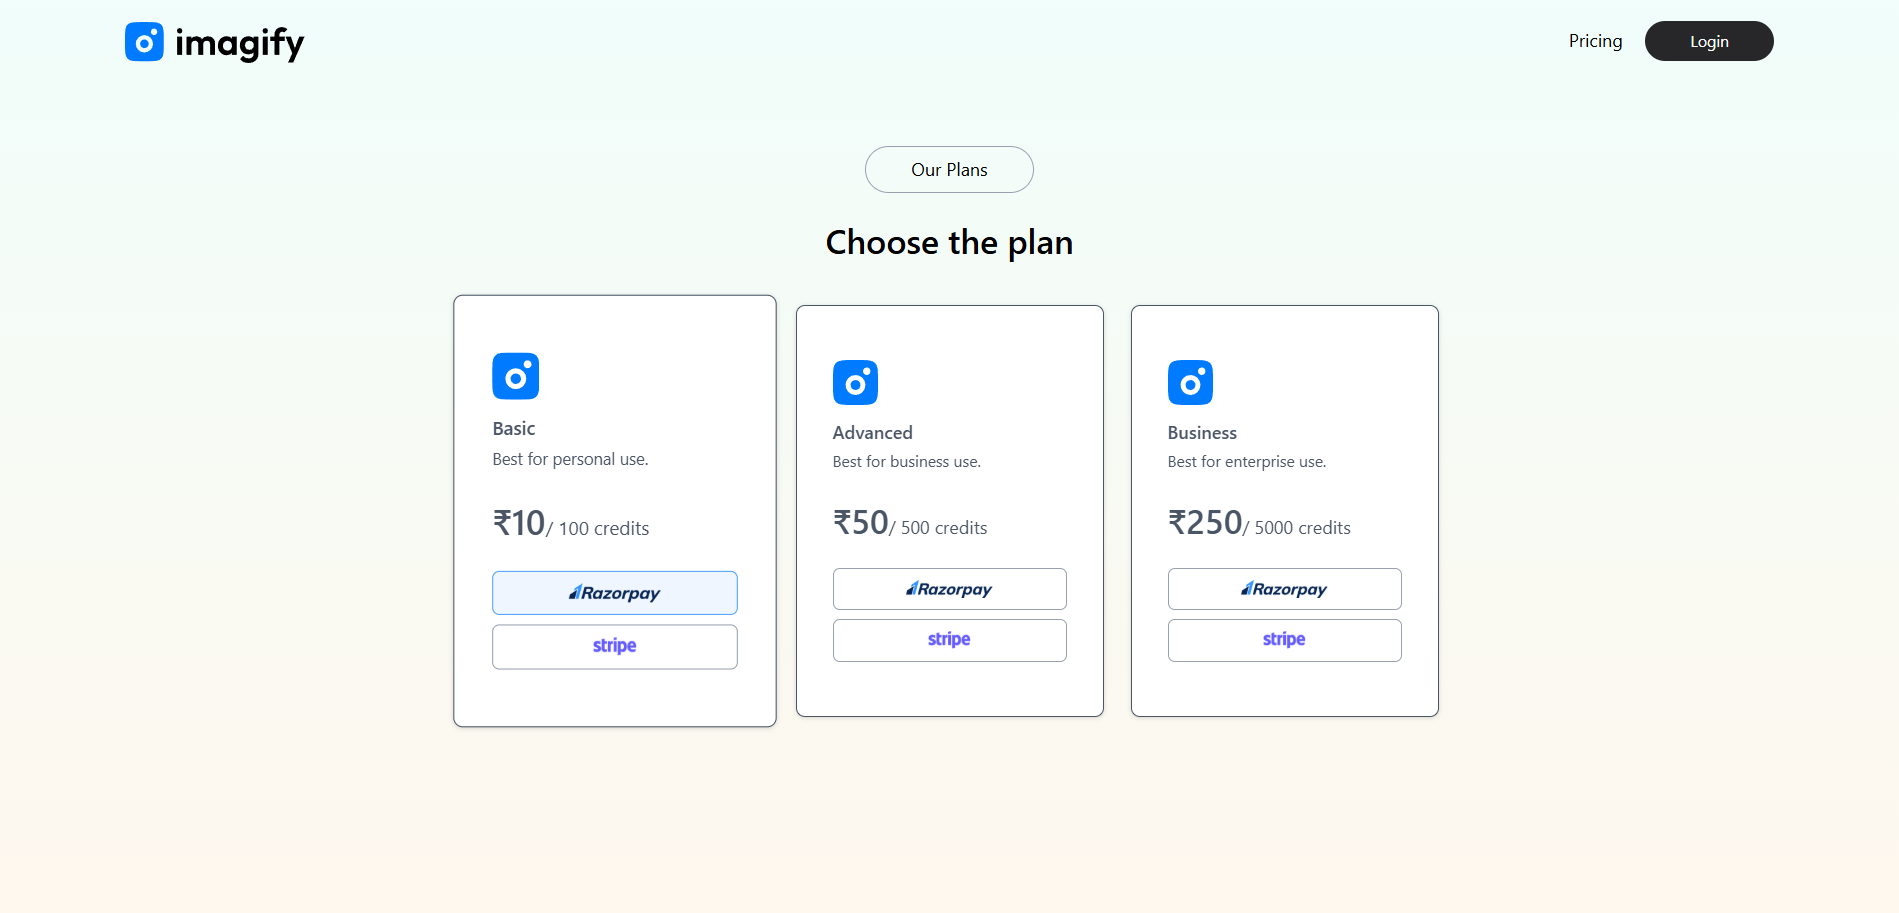 imagify
Pricing
Login
Our Plans
Choose the plan
Basic
Best for personal use.
₹10/ 100 credits
Razorpay
stripe
Advanced
Best for business use.
₹50/ 500 credits
Razorpay
stripe
Business
Best for enterprise use.
₹250/ 5000 credits
Razorpay
stripe